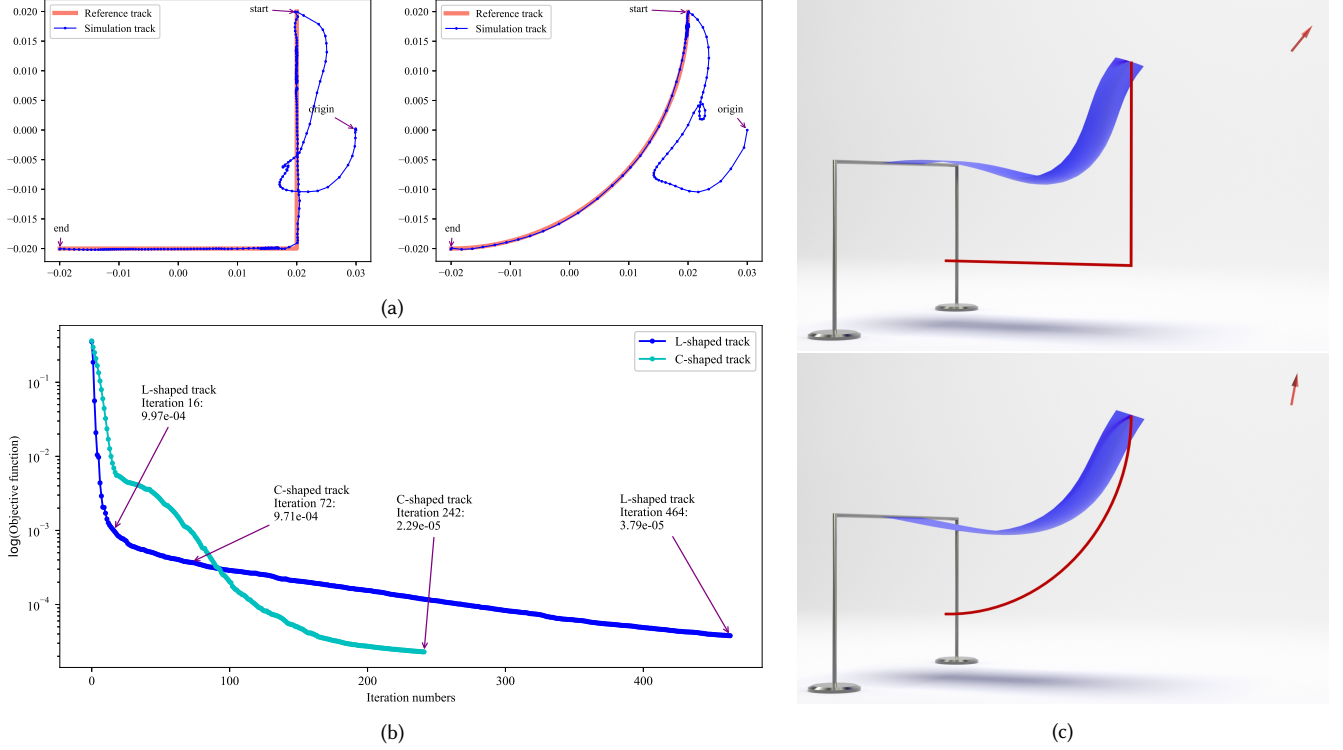 start
Reference track
Simulation track
origin
end
0.020
0.015
0.010
0.005
0.000
−0.005
−0.010
−0.015
−0.020
−0.02
−0.01
0.00
0.01
0.02
0.03
start
Reference track
Simulation track
origin
end
0.020
0.015
0.010
0.005
0.000
−0.005
−0.010
−0.015
−0.020
−0.02
−0.01
0.00
0.01
0.02
0.03
(a)
L-shaped track
C-shaped track
L-shaped track
Iteration 16:
9.97e-04
C-shaped track
Iteration 72:
9.71e-04
C-shaped track
Iteration 242:
2.29e-05
L-shaped track
Iteration 464:
3.79e-05
log(Objective function)
10⁻¹
10⁻²
10⁻³
10⁻⁴
0
100
200
300
400
Iteration numbers
(b)
(c)